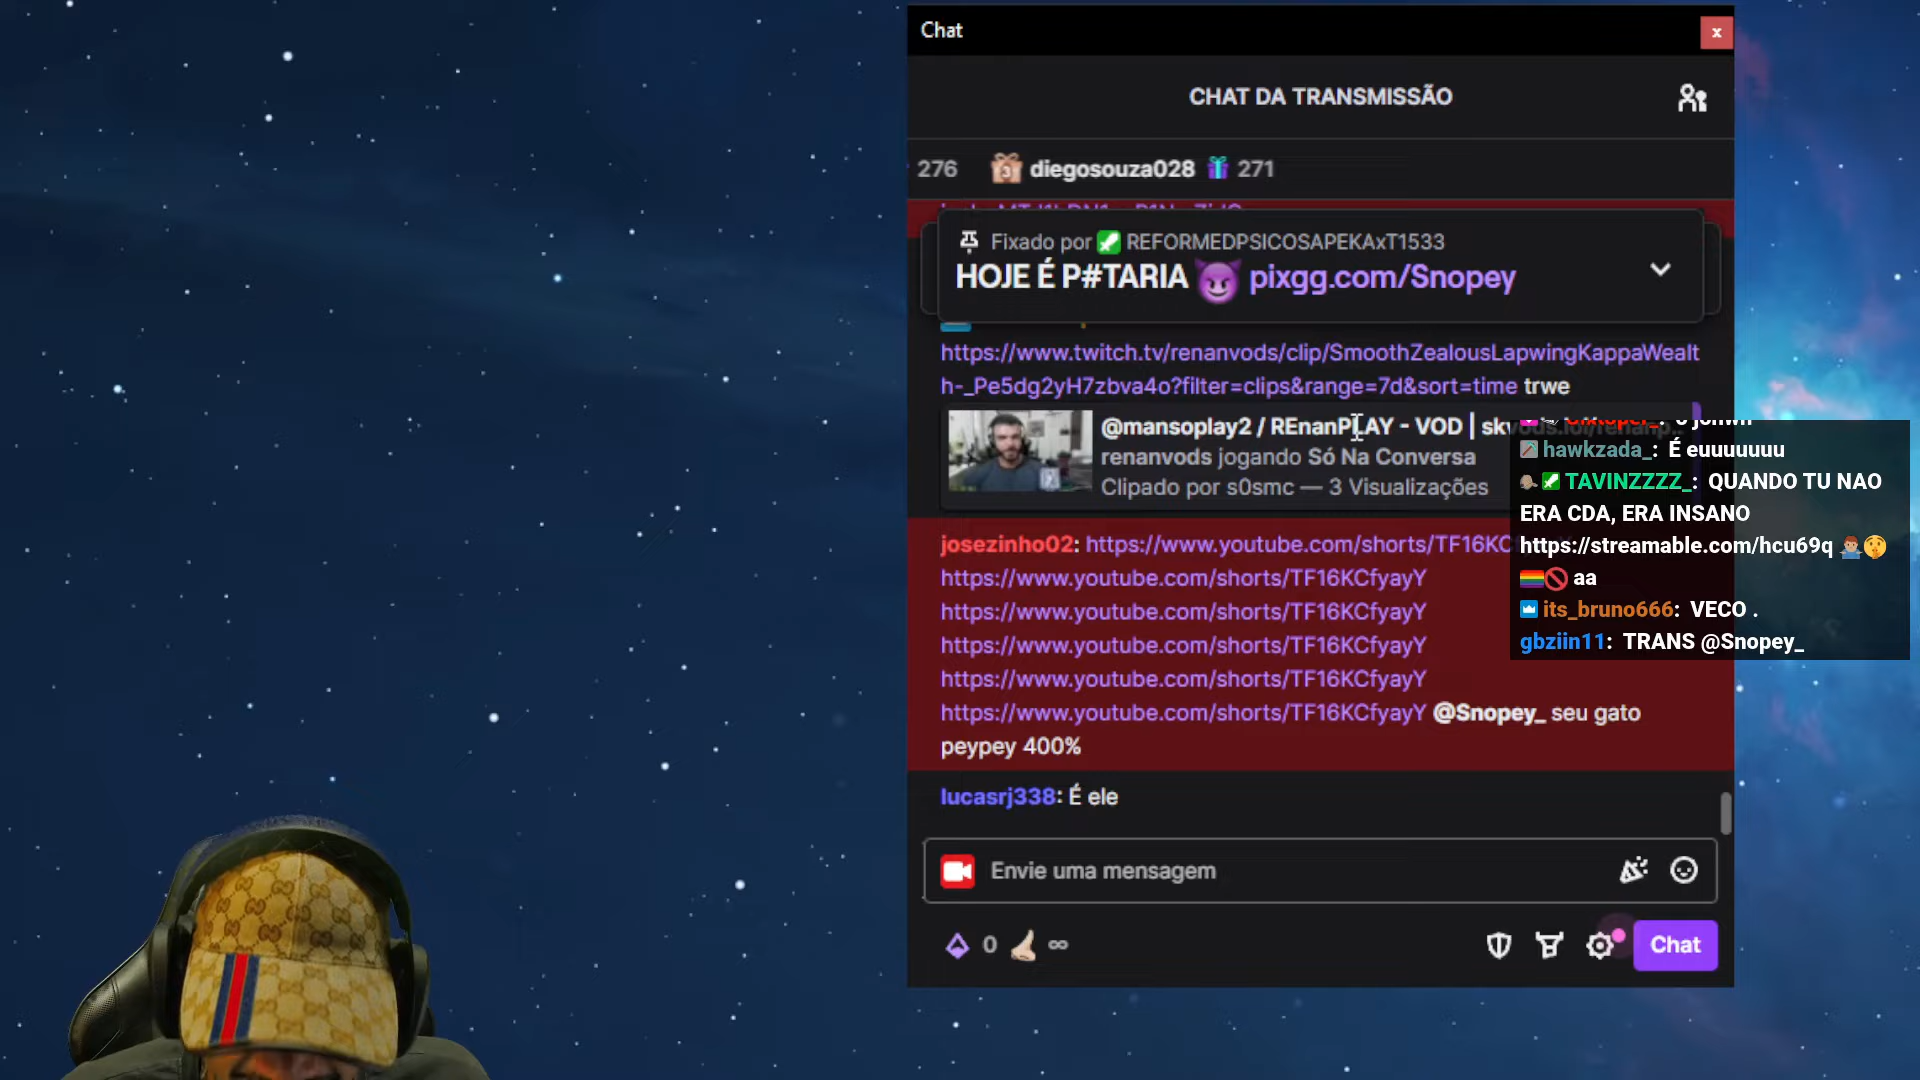 Chat
x
CHAT DA TRANSMISSÃO
276 3 diegosouza028 271
Fixado por REFORMEDPSICOSAPEKAxT1533
HOJE É P#TARIA pixgg.com/Snopey
https://www.twitch.tv/renanvods/clip/SmoothZealousLapwingKappaWealt
h-_Pe5dg2yH7zbva4o?filter=clips&range=7d&sort=time trwe
@mansoplay2 / REnanPLAY - VOD |
renanvods jogando Só Na Conversa
Clipado por s0smc — 3 Visualizações
josezinho02: https://www.youtube.com/shorts/TF16KC
https://www.youtube.com/shorts/TF16KCfyayY
https://www.youtube.com/shorts/TF16KCfyayY
https://www.youtube.com/shorts/TF16KCfyayY
https://www.youtube.com/shorts/TF16KCfyayY
https://www.youtube.com/shorts/TF16KCfyayY @Snopey_ seu gato
peypey 400%
lucasrj338: É ele
Envie uma mensagem
0 ∞
Chat
hawkzada_: É euuuuuuu
TAVINZZZZ_: QUANDO TU NAO
ERA CDA, ERA INSANO
https://streamable.com/hcu69q
aa
its_bruno666: VECO .
gbziin11: TRANS @Snopey_